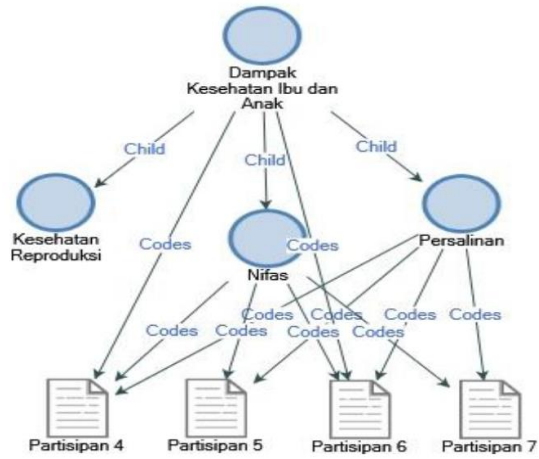 Dampak
Kesehatan Ibu dan
Anak
Child
Child
Child
Kesehatan
Reproduksi
Codes
Codes
Nifas
Persalinan
Codes
Codes
Codes
Codes
Codes
Codes
Codes
Codes
Partisipan 4
Partisipan 5
Partisipan 6
Partisipan 7